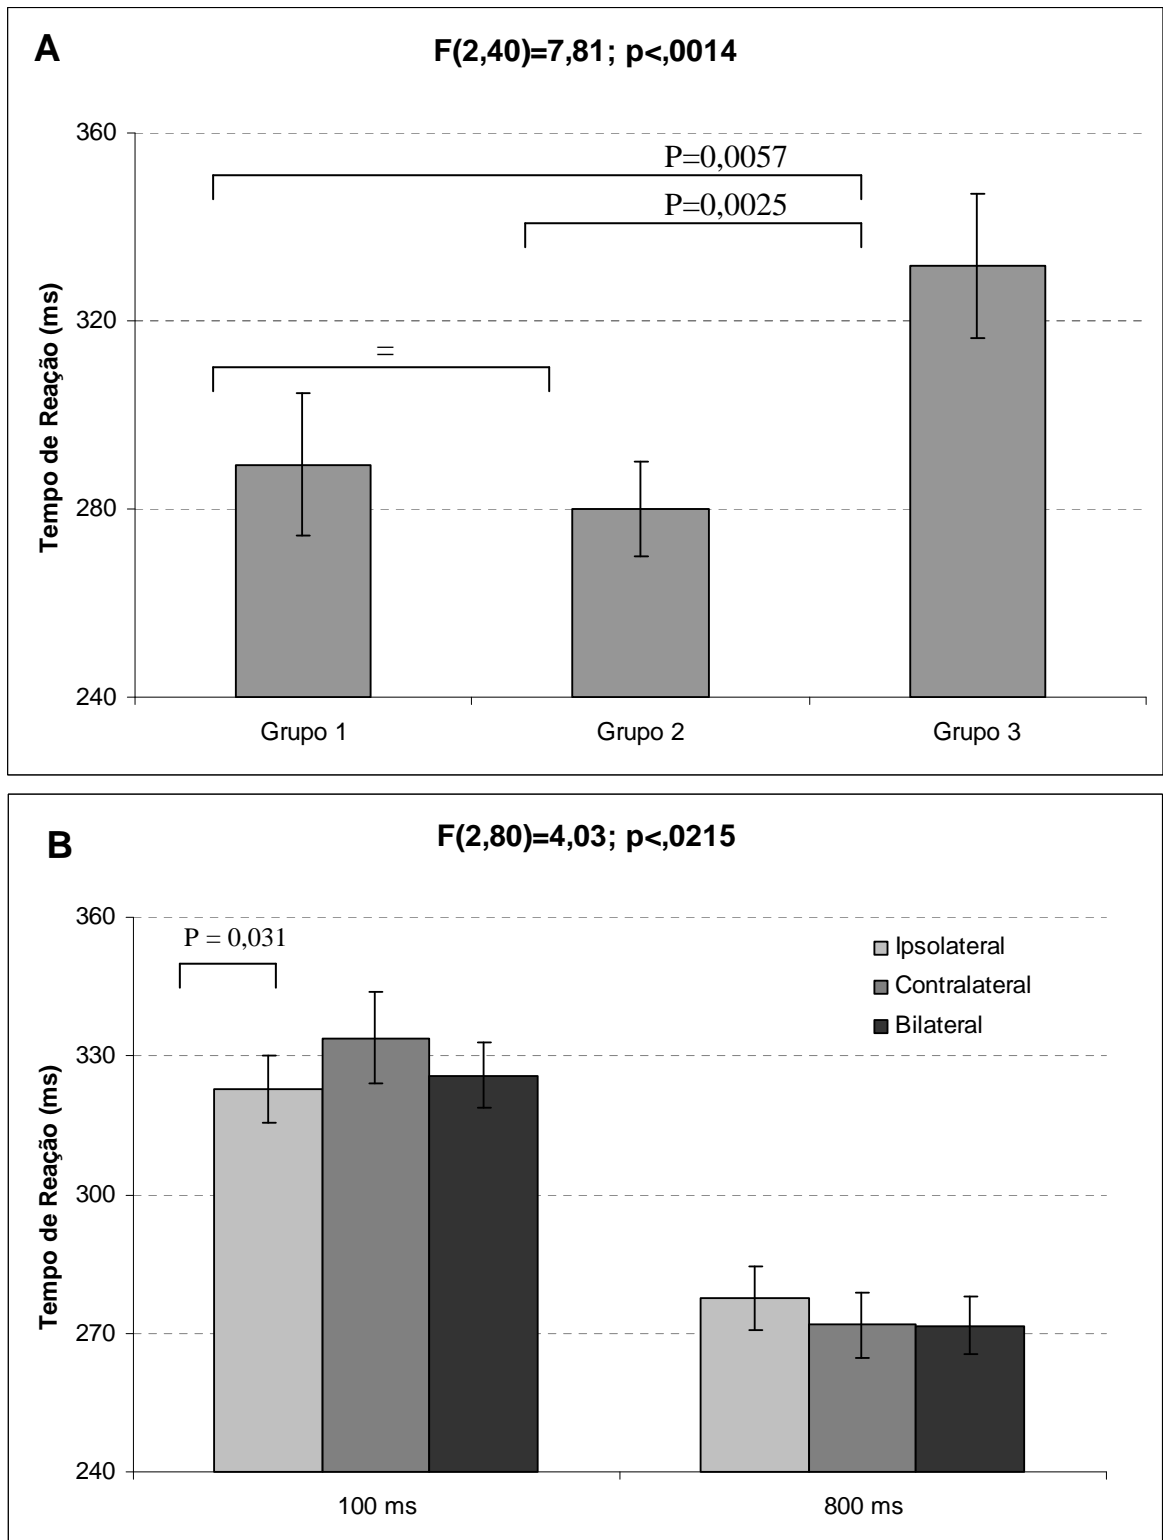 A
F(2,40)=7,81; p<,0014
360
P=0,0057
P=0,0025
320
=
280
240
Tempo de Reação (ms)
Grupo 1 Grupo 2 Grupo 3
B
F(2,80)=4,03; p<,0215
360
P = 0,031
Ipsolateral
Contralateral
Bilateral
330
300
270
240
Tempo de Reação (ms)
100 ms 800 ms